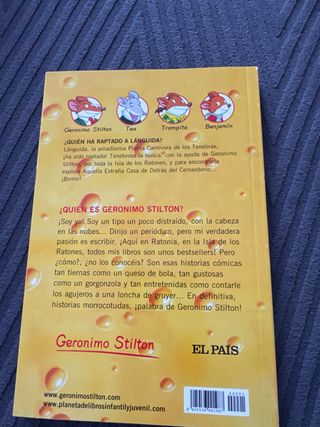 Geronimo Stilton Tea Trampita Benjamín
¿QUIÉN HA RAPTADO A LÁNGUIDA?
Lánguida, la amadísima Planta Carnívora de los Tenebrax,
¡ha sido raptada! Tenebrosa la busca, con la ayuda de Geronimo
Stilton, por toda la Isla de los Ratones, y para encontrarla
explora Aquella Extraña Casa de Detrás del Cementerio...
¡Brrrrr!
¿QUIÉN ES GERONIMO STILTON?
¡Soy yo! Soy un tipo un poco distraído, con la cabeza
en las nubes... Dirijo un periódico, pero mi verdadera
pasión es escribir. ¡Aquí en Ratonia, en la Isla de los
Ratones, todos mis libros son unos bestsellers! Pero
¿cómo?, ¿no los conocéis? Son esas historias cómicas
tan tiernas como un queso de bola, tan gustosas
como un gorgonzola y tan entretenidas como contarle
los agujeros a una loncha de gruyer... En definitiva,
historias morrocotudas, ¡palabra de Geronimo Stilton!
Geronimo Stilton
EL PAÍS
www.geronimostilton.com
www.planetadelibrosinfantilyjuvenil.com